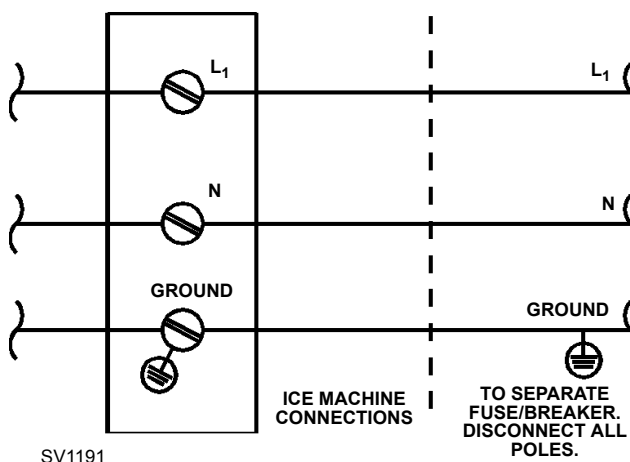 L1
L1
N
N
GROUND
GROUND
ICE MACHINE
CONNECTIONS
TO SEPARATE
FUSE/BREAKER.
DISCONNECT ALL
POLES.
SV1191